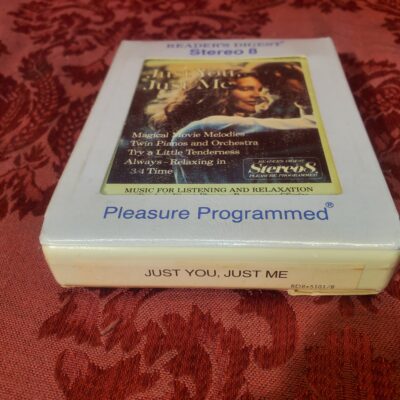 READER'S DIGEST®
Stereo 8
Just You,
Just Me
Magical Movie Melodies
Twin Pianos and Orchestra
Try a Little Tenderness
Always-Relaxing in
3/4 Time
READER'S DIGEST
Stereo 8
PLEASURE PROGRAMMED
MUSIC FOR LISTENING AND RELAXATION
Pleasure Programmed®
JUST YOU, JUST ME